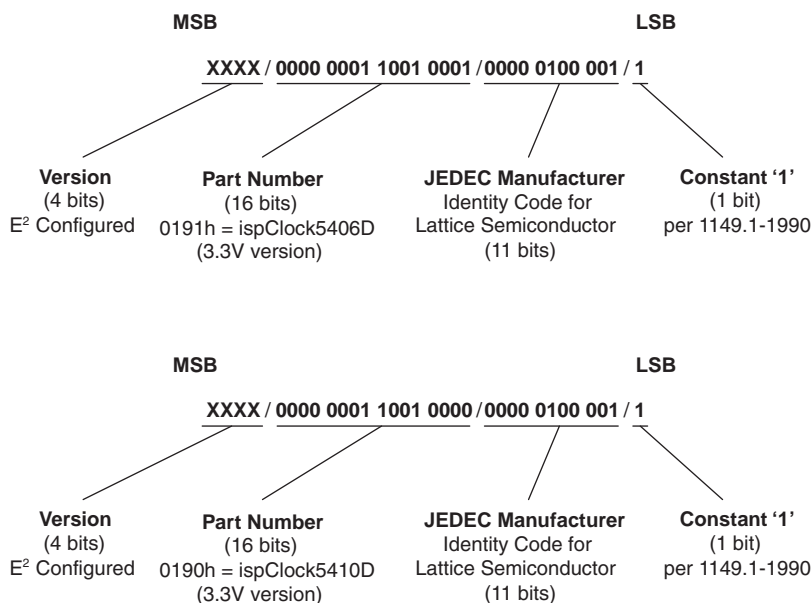 MSB LSB
XXXX / 0000 0001 1001 0001 / 0000 0100 001 / 1
Version
(4 bits)
E² Configured
Part Number
(16 bits)
0191h = ispClock5406D
(3.3V version)
JEDEC Manufacturer
Identity Code for
Lattice Semiconductor
(11 bits)
Constant ‘1’
(1 bit)
per 1149.1-1990
MSB LSB
XXXX / 0000 0001 1001 0000 / 0000 0100 001 / 1
Version
(4 bits)
E² Configured
Part Number
(16 bits)
0190h = ispClock5410D
(3.3V version)
JEDEC Manufacturer
Identity Code for
Lattice Semiconductor
(11 bits)
Constant ‘1’
(1 bit)
per 1149.1-1990